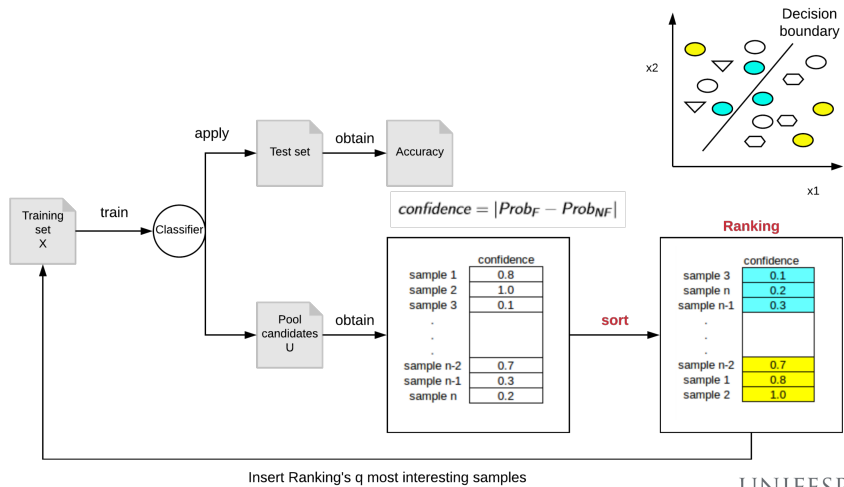 Decision
boundary
x2
x1
apply
Test set
obtain
Accuracy
Training
set
X
train
Classifier
confidence = |Prob_F − Prob_NF|
Ranking
Pool
candidates
U
obtain
confidence
sample 1 0.8
sample 2 1.0
sample 3 0.1
.
.
.
sample n-2 0.7
sample n-1 0.3
sample n 0.2
sort
confidence
sample 3 0.1
sample n 0.2
sample n-1 0.3
.
.
.
sample n-2 0.7
sample 1 0.8
sample 2 1.0
Insert Ranking's q most interesting samples